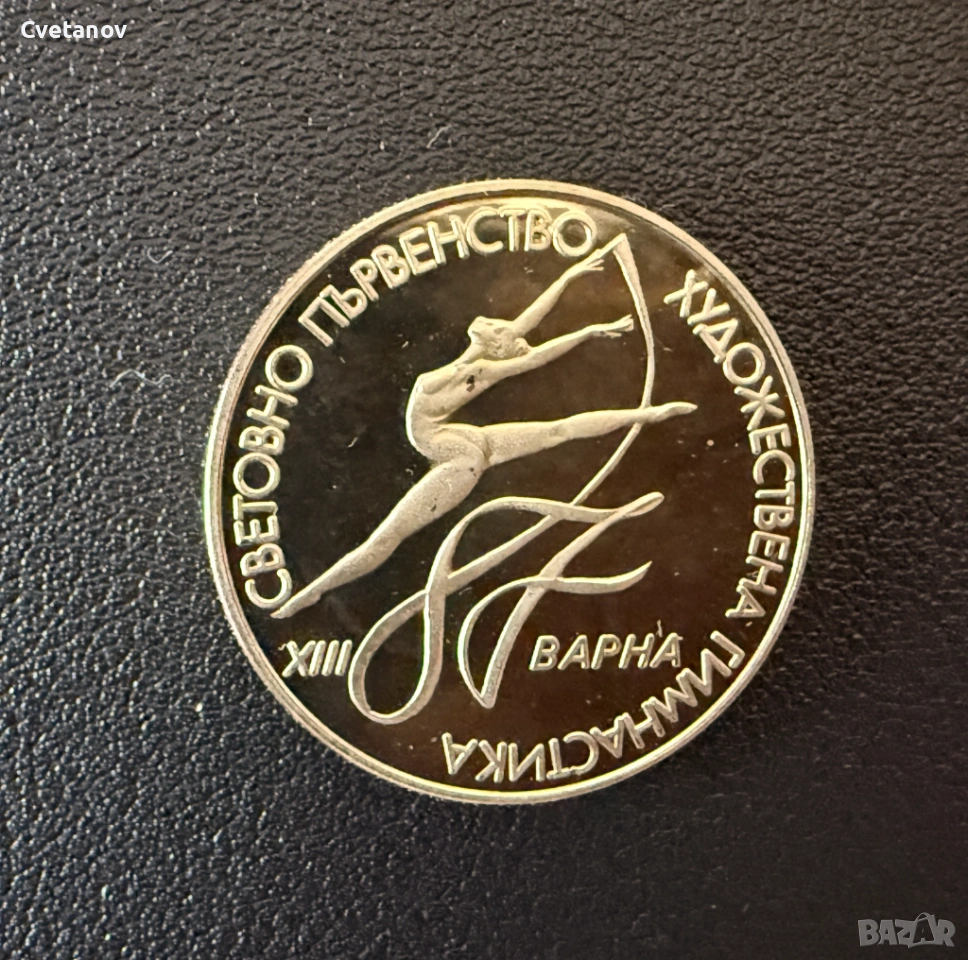 Cvetanov
СВЕТОВНО ПЪРВЕНСТВО
ХУДОЖЕСТВЕНА ГИМНАСТИКА
XIII
87
ВАРНА
BAZAR